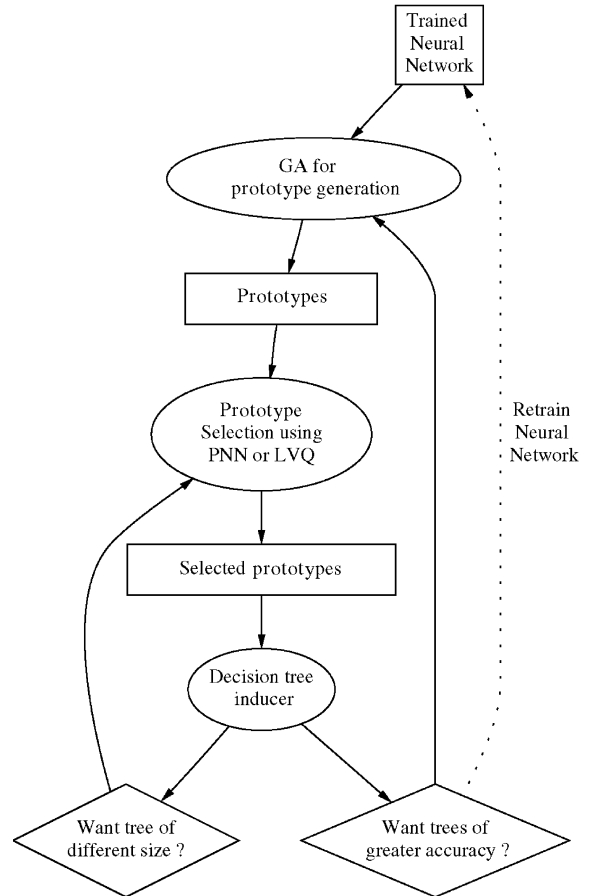 Trained
Neural
Network
GA for
prototype generation
Prototypes
Prototype
Selection using
PNN or LVQ
Retrain
Neural
Network
Selected prototypes
Decision tree
inducer
Want tree of
different size ?
Want trees of
greater accuracy ?